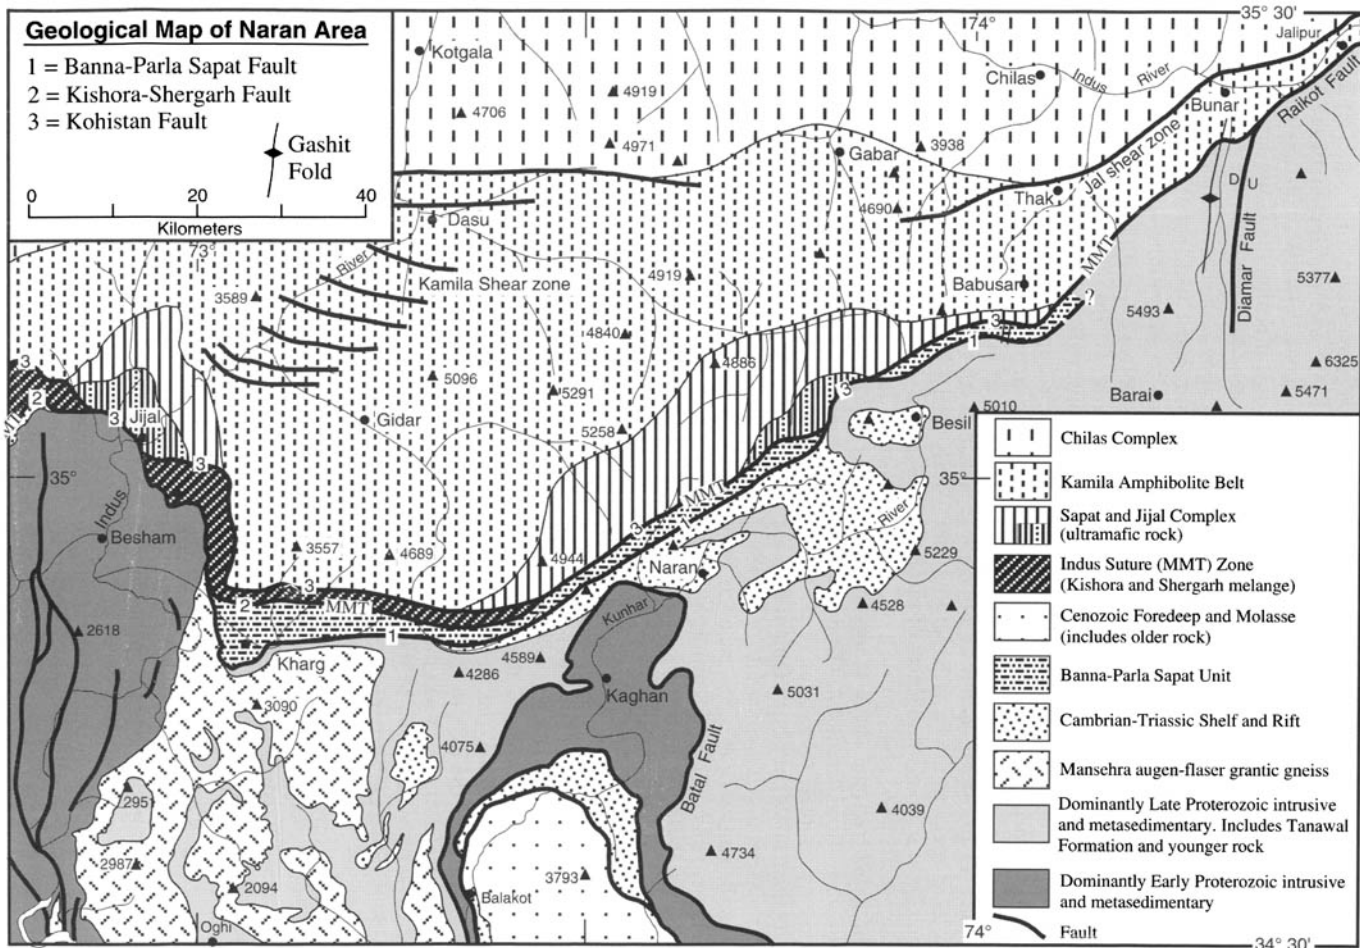 Geological Map of Naran Area
1 = Banna-Parla Sapat Fault
2 = Kishora-Shergarh Fault
3 = Kohistan Fault
Gashit
Fold
0 20 40
Kilometers
74°
35° 30'
Jalipur
Kotgala
Chilas
Indus
River
Bunar
Raikot Fault
4919
4706
4971
Gabar
3938
Jal shear zone
Thak
4690
D U
Dasu
73°
River
Kamila Shear zone
4919
MMT
Babusar
Diamar Fault
5377
3589
?
5493
3
4840
1
3
4886
6325
5096
5291
3
5471
2
MMT
3
Jijal
Gidar
5258
5010
Barai
Besil
3
35°
35°
Indus
Besham
MMT
3
1
River
3557
4689
4944
Naran
5229
3
2
MMT
4528
Kunhar
2618
1
Kharg
4589
4286
Kaghan
5031
3090
4075
Batal Fault
2951
4039
2987
4734
2094
3793
Balakot
Oghi
74°
34° 30'
Chilas Complex
Kamila Amphibolite Belt
Sapat and Jijal Complex
(ultramafic rock)
Indus Suture (MMT) Zone
(Kishora and Shergarh melange)
Cenozoic Foredeep and Molasse
(includes older rock)
Banna-Parla Sapat Unit
Cambrian-Triassic Shelf and Rift
Mansehra augen-flaser grantic gneiss
Dominantly Late Proterozoic intrusive
and metasedimentary. Includes Tanawal
Formation and younger rock
Dominantly Early Proterozoic intrusive
and metasedimentary
Fault